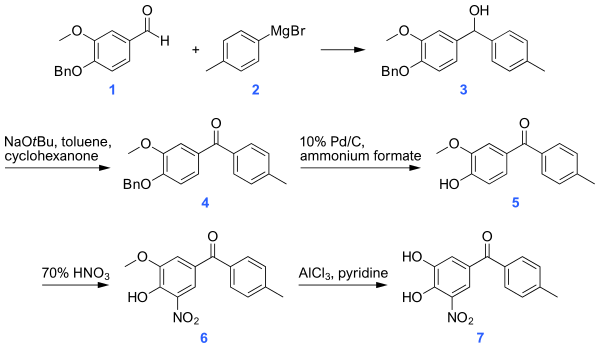 OH
O
O
H
BnO
1
+
MgBr
2
O
BnO
3
NaOtBu, toluene,
cyclohexanone
O
O
BnO
4
10% Pd/C,
ammonium formate
O
O
HO
5
70% HNO3
O
O
HO
NO2
6
AlCl3, pyridine
O
HO
HO
NO2
7